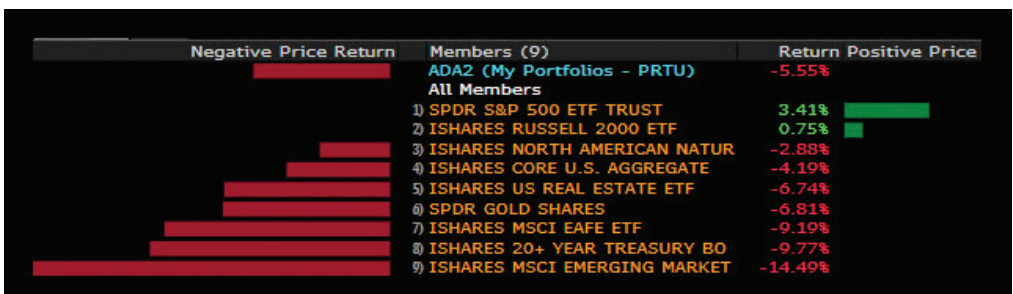 Negative Price Return Members (9) Return Positive Price
ADA2 (My Portfolios - PRTU) -5.55%
All Members
1) SPDR S&P 500 ETF TRUST 3.41%
2) ISHARES RUSSELL 2000 ETF 0.75%
3) ISHARES NORTH AMERICAN NATUR -2.88%
4) ISHARES CORE U.S. AGGREGATE -4.19%
5) ISHARES US REAL ESTATE ETF -6.74%
6) SPDR GOLD SHARES -6.81%
7) ISHARES MSCI EAFE ETF -9.19%
8) ISHARES 20+ YEAR TREASURY BO -9.77%
9) ISHARES MSCI EMERGING MARKET -14.49%